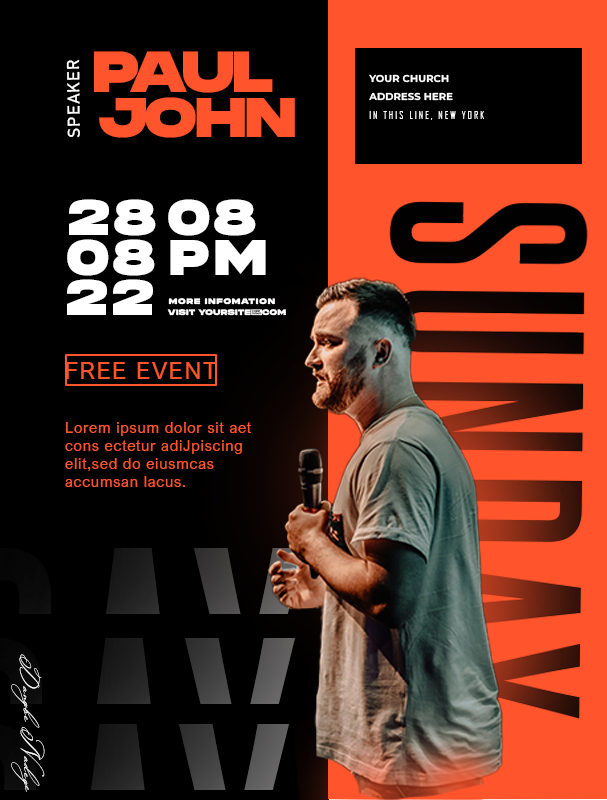 SPEAKER
PAUL
JOHN
YOUR CHURCH
ADDRESS HERE
IN THIS LINE, NEW YORK
28 08
08 PM
22
MORE INFOMATION
VISIT YOURSITE
COM
FREE EVENT
Lorem ipsum dolor sit aet
cons ectetur adiJpiscing
elit,sed do eiusmcas
accumsan lacus.
SUNDAY